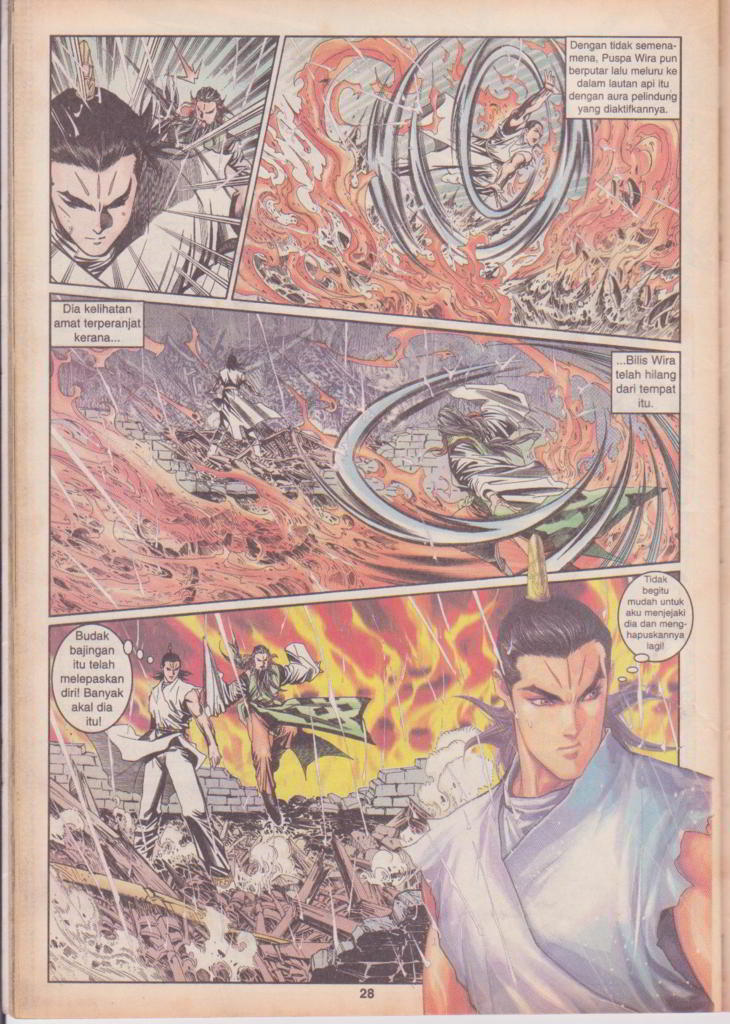 Dengan tidak semena-
mena, Puspa Wira pun
berputar lalu meluru ke
dalam lautan api itu
dengan aura pelindung
yang diaktifkannya.
Dia kelihatan
amat terperanjat
kerana...
...Bilis Wira
telah hilang
dari tempat
itu.
Budak
bajingan
itu telah
melepaskan
diri! Banyak
akal dia
itu!
Tidak
begitu
mudah untuk
aku menjejaki
dia dan meng-
hapuskannya
lagi!
28